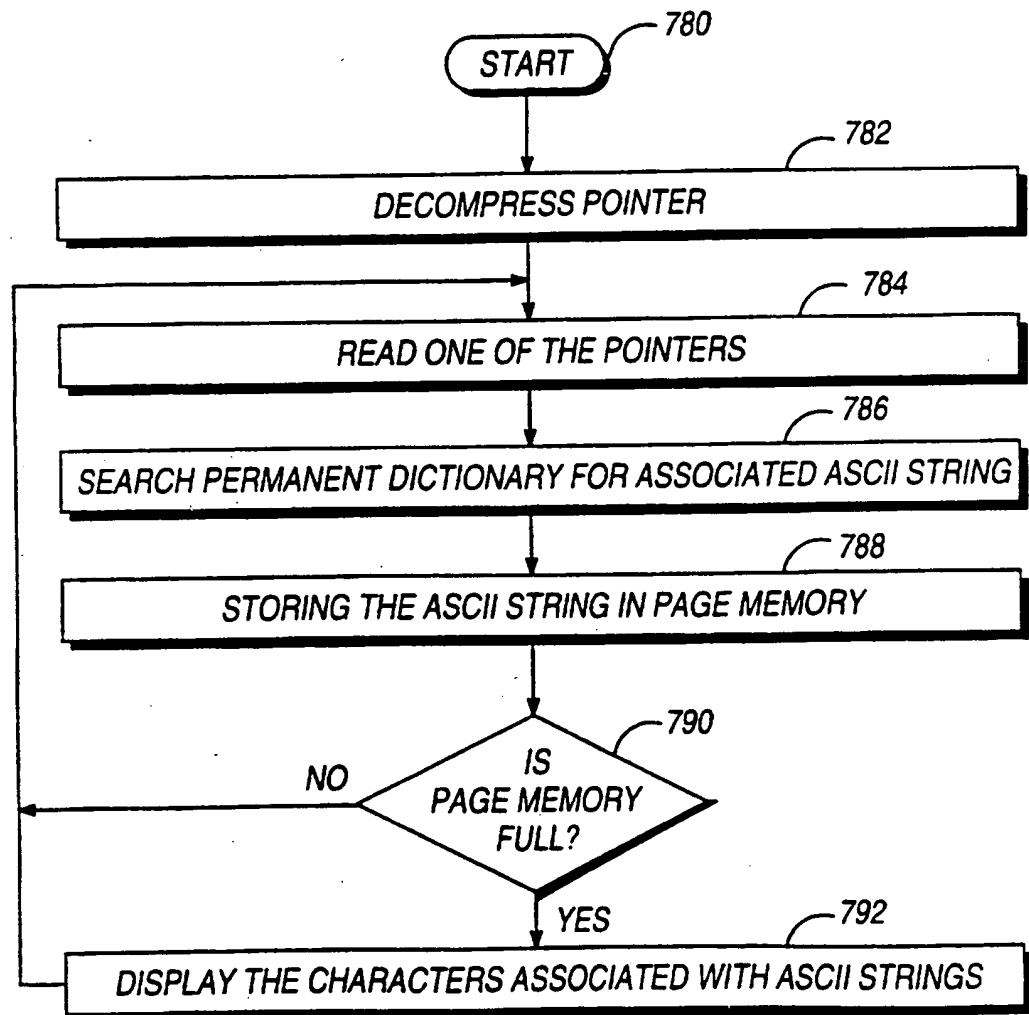 780
START
782
DECOMPRESS POINTER
784
READ ONE OF THE POINTERS
786
SEARCH PERMANENT DICTIONARY FOR ASSOCIATED ASCII STRING
788
STORING THE ASCII STRING IN PAGE MEMORY
790
IS
PAGE MEMORY
FULL?
NO
YES
792
DISPLAY THE CHARACTERS ASSOCIATED WITH ASCII STRINGS